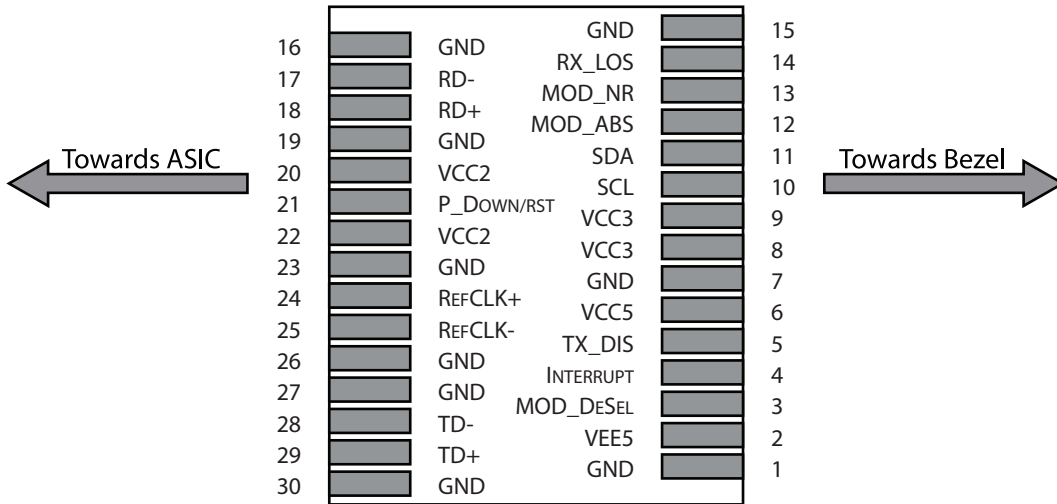 GND 15
16 GND
RX_LOS 14
17 RD-
MOD_NR 13
18 RD+
MOD_ABS 12
19 GND
SDA 11
Towards ASIC
Towards Bezel
20 VCC2
SCL 10
21 P_DOWN/RST
VCC3 9
22 VCC2
VCC3 8
23 GND
GND 7
24 REFCLK+
VCC5 6
25 REFCLK-
TX_DIS 5
26 GND
INTERRUPT 4
27 GND
MOD_DESEL 3
28 TD-
VEE5 2
29 TD+
GND 1
30 GND